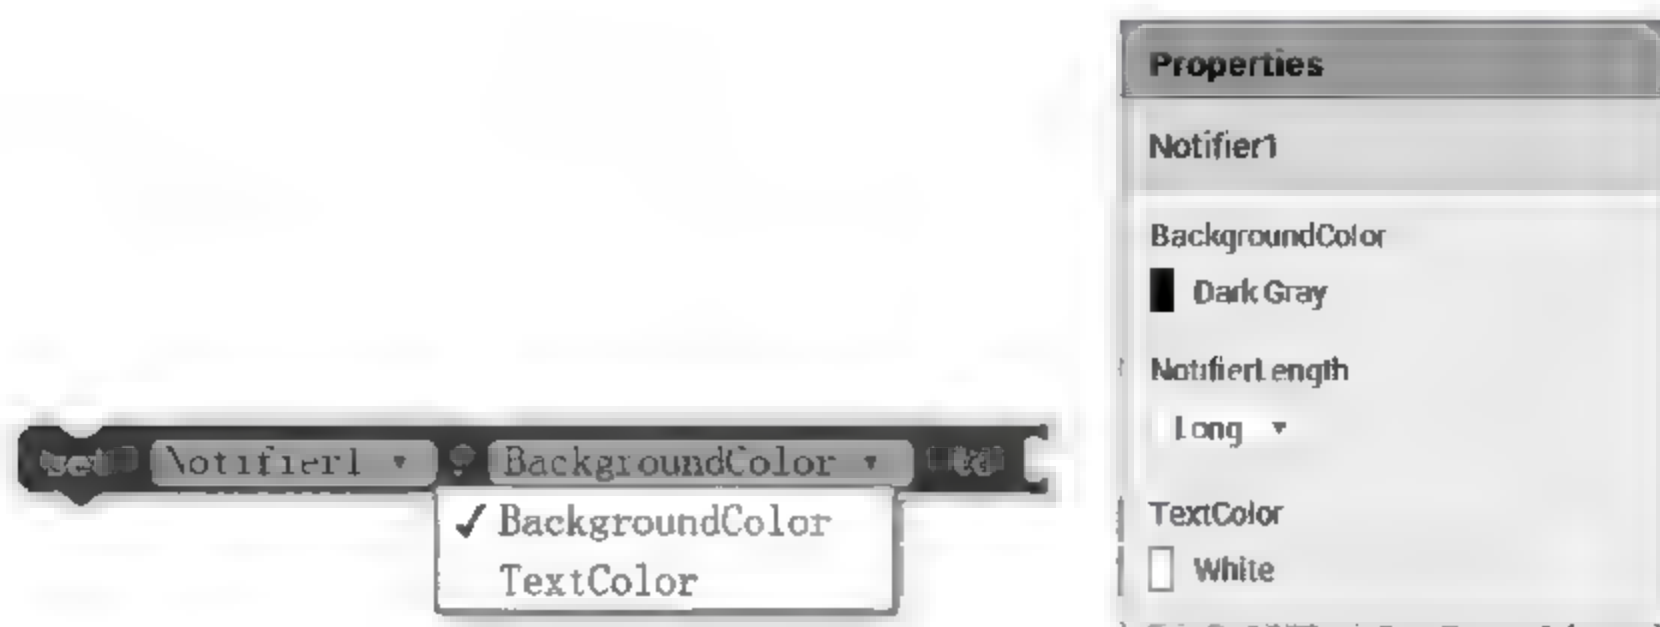 set Notifier1 BackgroundColor to
✓ BackgroundColor
TextColor
Properties
Notifier1
BackgroundColor
Dark Gray
NotifierLength
Long
TextColor
White